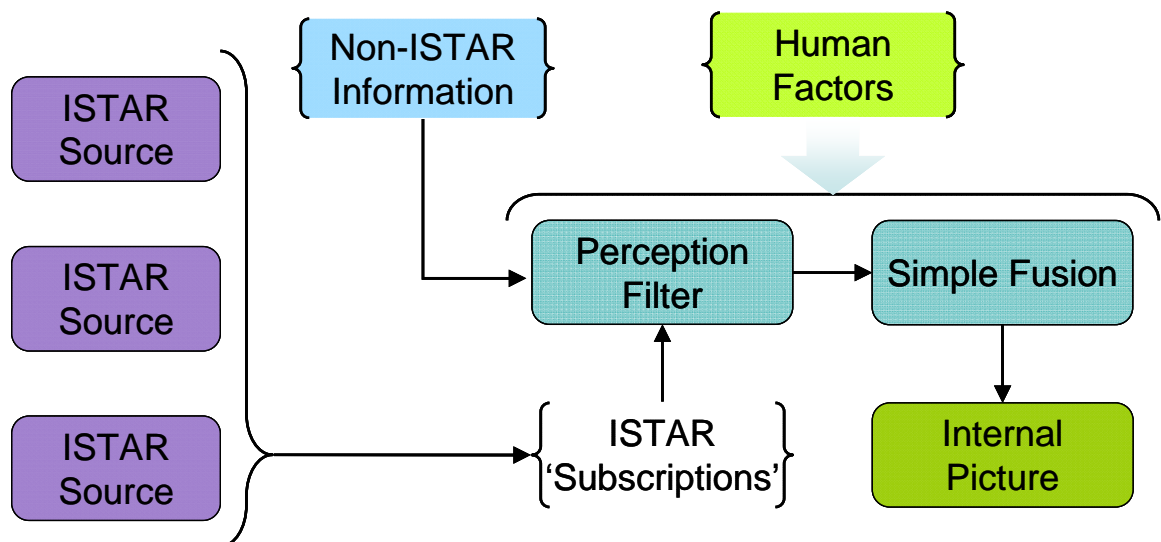 Non-ISTAR
Information
Human
Factors
ISTAR
Source
ISTAR
Source
ISTAR
Source
Perception
Filter
Simple Fusion
ISTAR
‘Subscriptions’
Internal
Picture